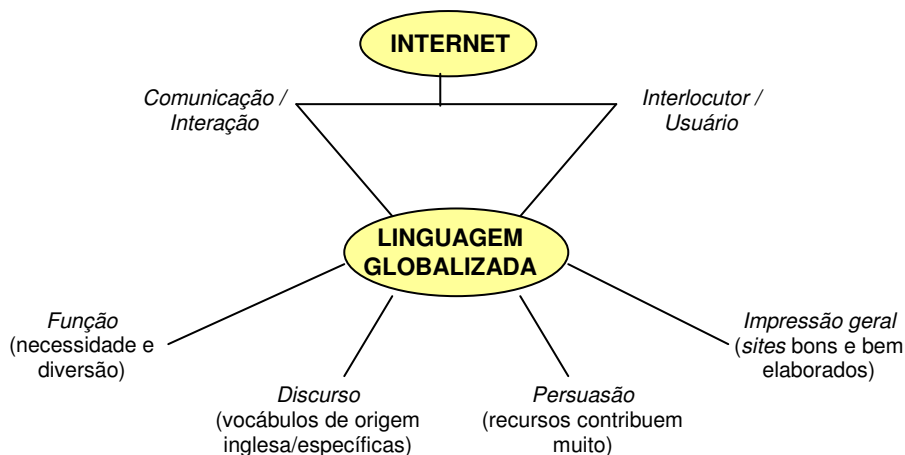 INTERNET
Comunicação /
Interação
Interlocutor /
Usuário
LINGUAGEM
GLOBALIZADA
Função
(necessidade e
diversão)
Discurso
(vocábulos de origem
inglesa/específicas)
Persuasão
(recursos contribuem
muito)
Impressão geral
(sites bons e bem
elaborados)